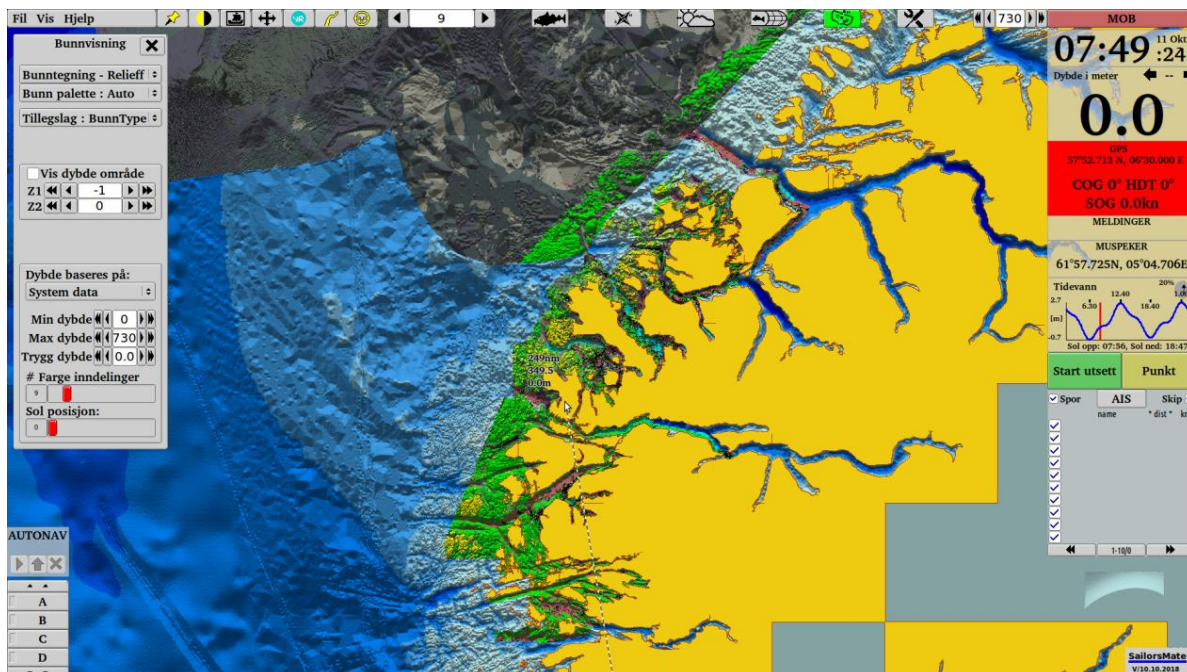 Fil Vis Hjelp
9
730
Bunnvisning
Bunntegning - Relieff
Bunn palette : Auto
Tillegslag : BunnType
Vis dybde område
Z1 -1
Z2 0
Dybde baseres på:
System data
Min dybde 0
Max dybde 730
Trygg dybde 0.0
# Farge inndelinger
9
Sol posisjon:
0
AUTONAV
A
B
C
D
249nm
349.5
0.0m
MOB
07:49 11 Okt
:24
Dybde i meter --
0.0
GPS
57°52.713 N, 06°30.000 E
COG 0° HDT 0°
SOG 0.0kn
MELDINGER
MUSPEKER
61°57.725N, 05°04.706E
Tidevann 20%
2.7 12.40 1.00
6.30 18.40
[m]
-0.7
Sol opp: 07:56, Sol ned: 18:47
Start utsett Punkt
Spor AIS Skip
name * dist * kn
1-10/0
SailorsMate
V/10.10.2018